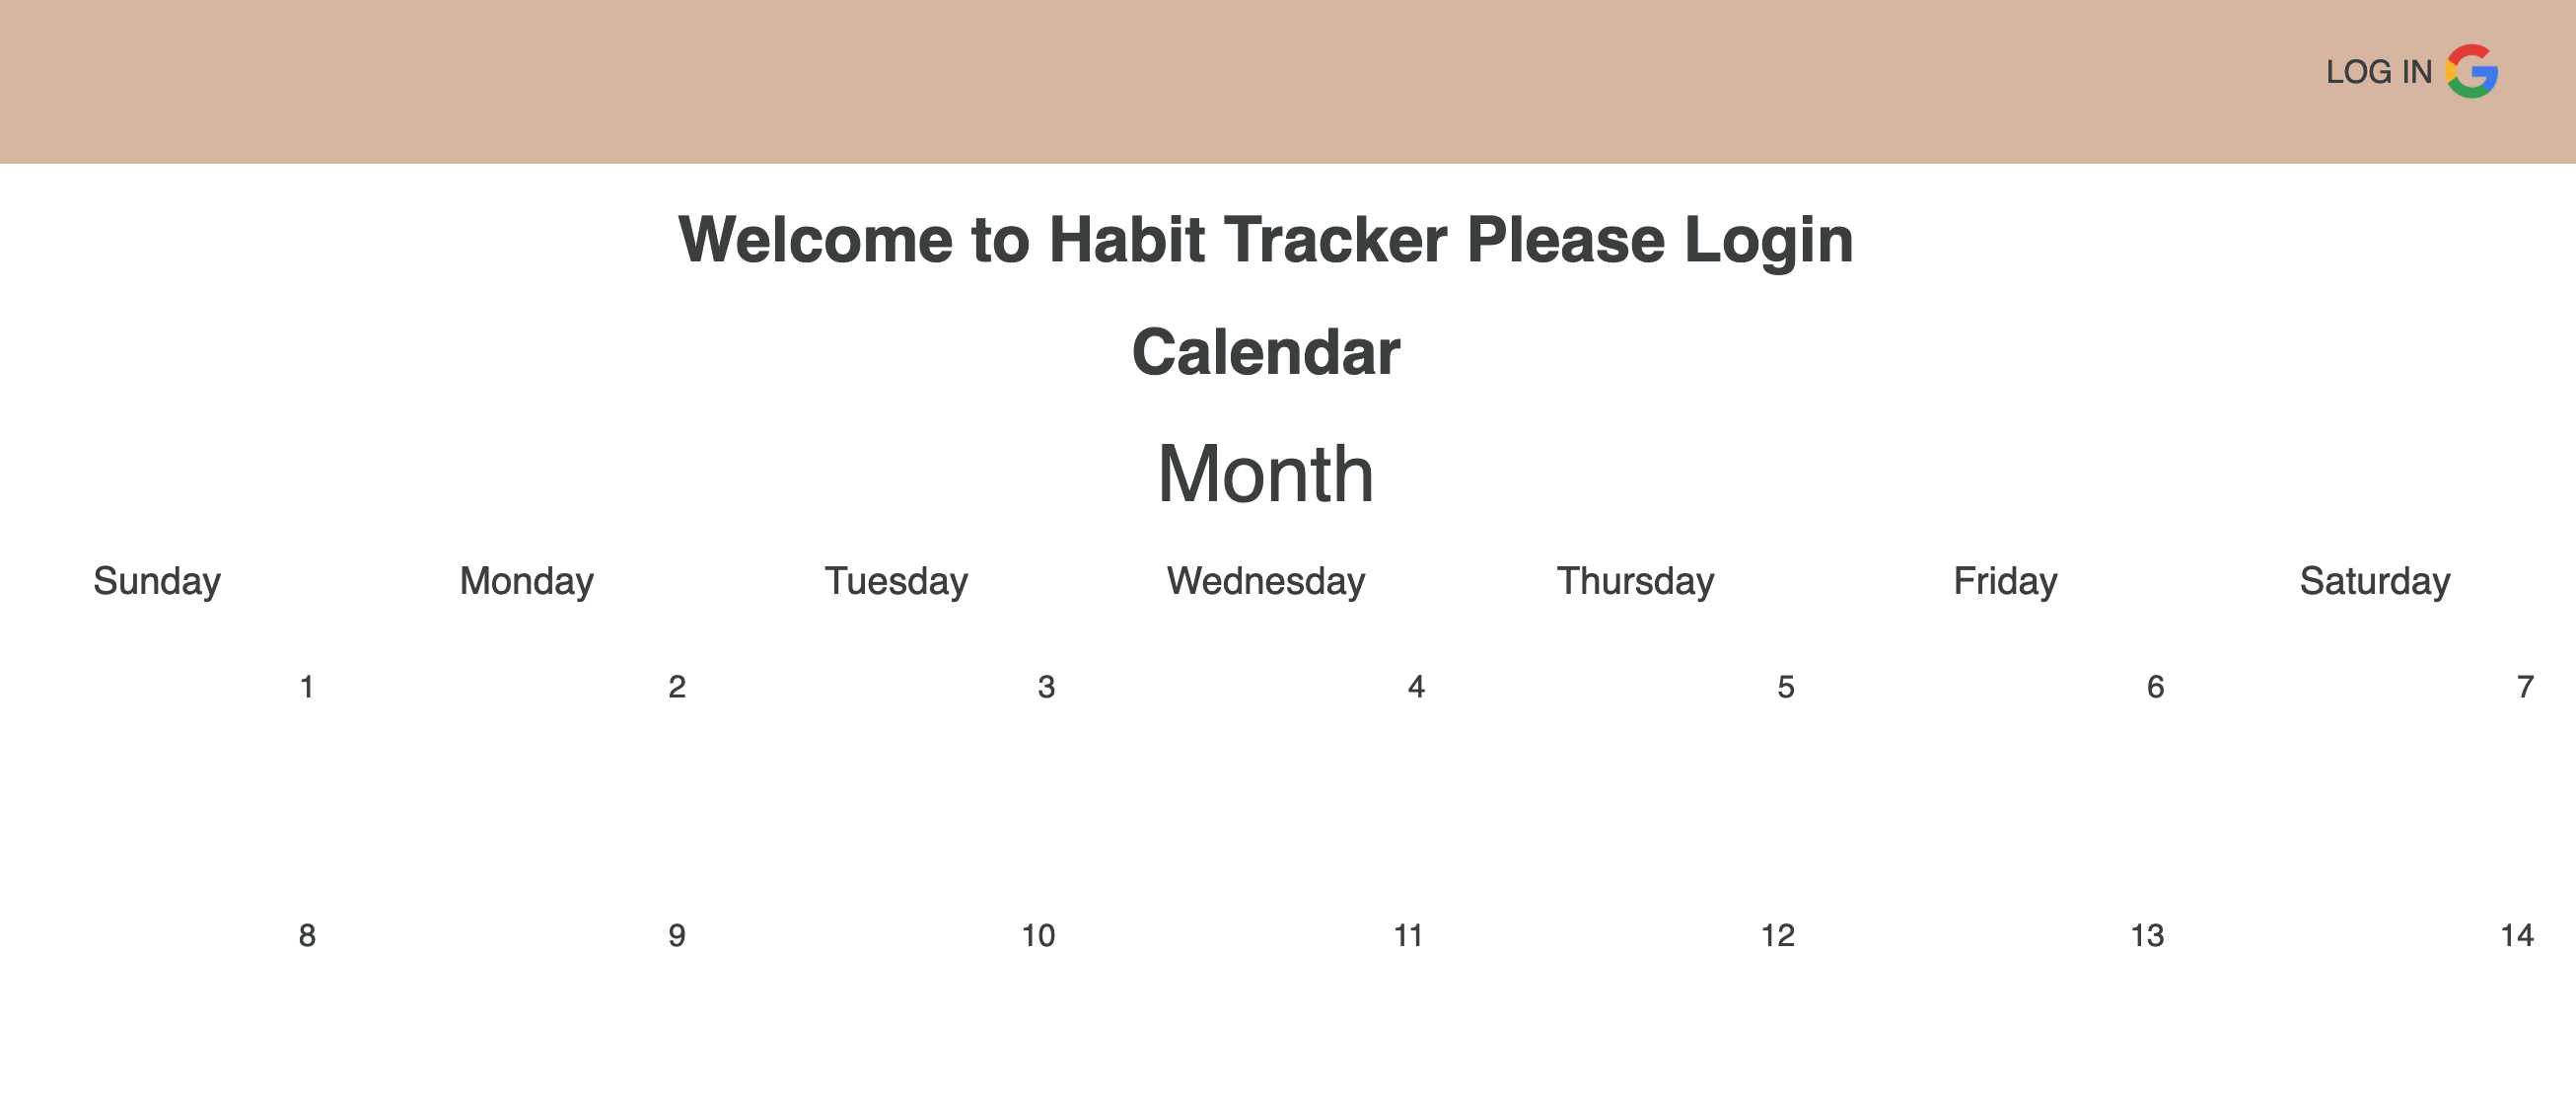 LOG IN
Welcome to Habit Tracker Please Login
Calendar
Month
Sunday Monday Tuesday Wednesday Thursday Friday Saturday
1 2 3 4 5 6 7
8 9 10 11 12 13 14